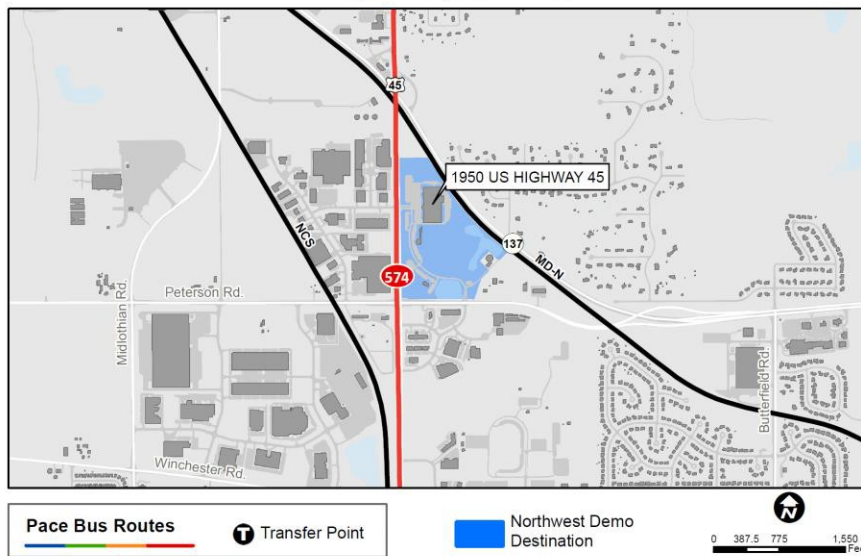 45
1950 US HIGHWAY 45
NCS
137
MD-N
574
Peterson Rd.
Midlothian Rd.
Butterfield Rd.
Winchester Rd.
Pace Bus Routes
T Transfer Point
Northwest Demo
Destination
N
0 387.5 775 1,550
Fee